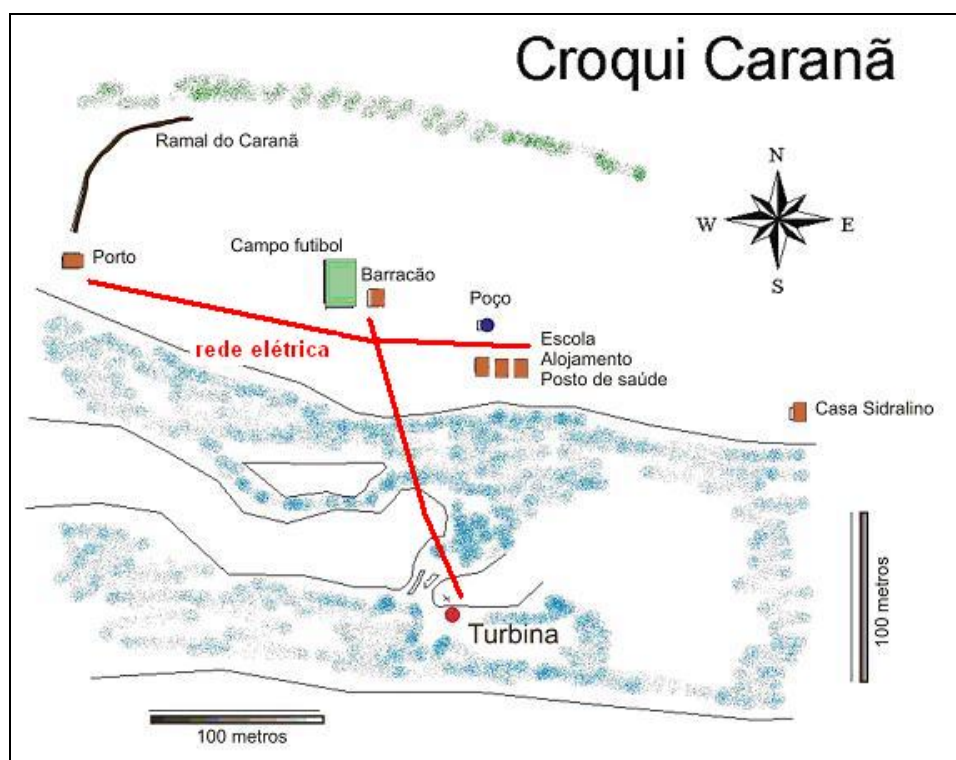 Croqui Caranã
Ramal do Caranã
N
W
E
S
Porto
Campo futibol
Barracão
Poço
rede elétrica
Escola
Alojamento
Posto de saúde
Casa Sidralino
Turbina
100 metros
100 metros